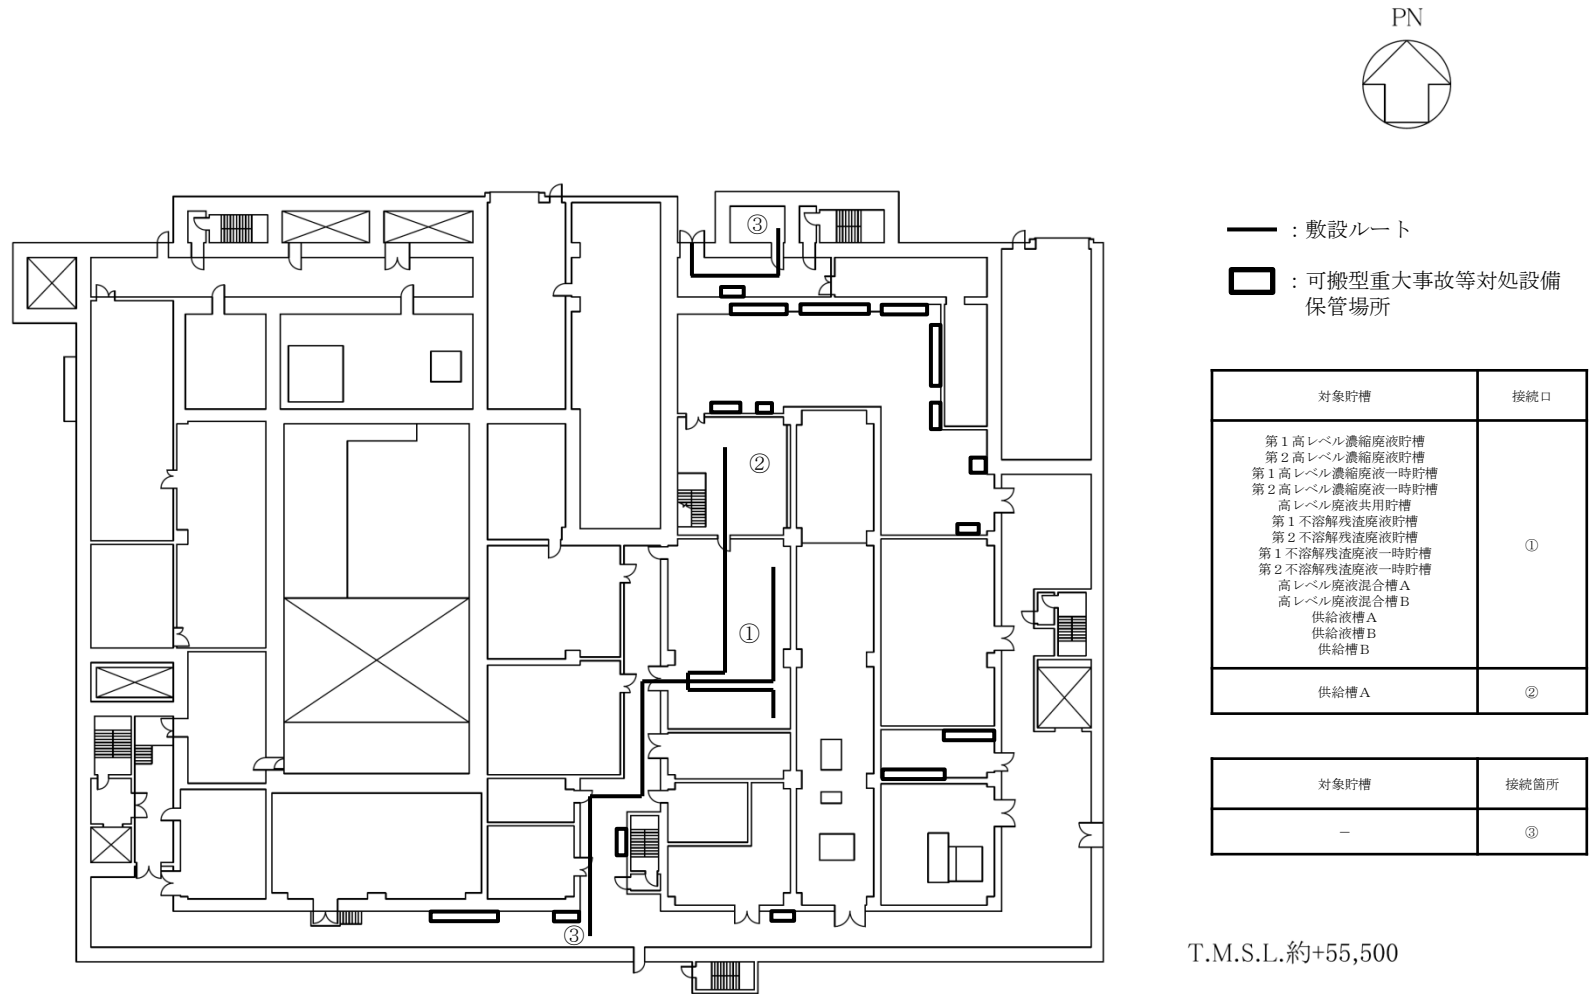 PN
③
：敷設ルート
：可搬型重大事故等対処設備
保管場所
②
①
③
対象貯槽 接続口
第１高レベル濃縮廃液貯槽
第２高レベル濃縮廃液貯槽
第１高レベル濃縮廃液一時貯槽
第２高レベル濃縮廃液一時貯槽
高レベル廃液共用貯槽
第１不溶解残渣廃液貯槽
第２不溶解残渣廃液貯槽
第１不溶解残渣廃液一時貯槽
第２不溶解残渣廃液一時貯槽
高レベル廃液混合槽Ａ
高レベル廃液混合槽Ｂ
供給液槽Ａ
供給液槽Ｂ
供給槽Ｂ
①
供給槽Ａ ②
対象貯槽 接続箇所
－ ③
T.M.S.L.約+55,500